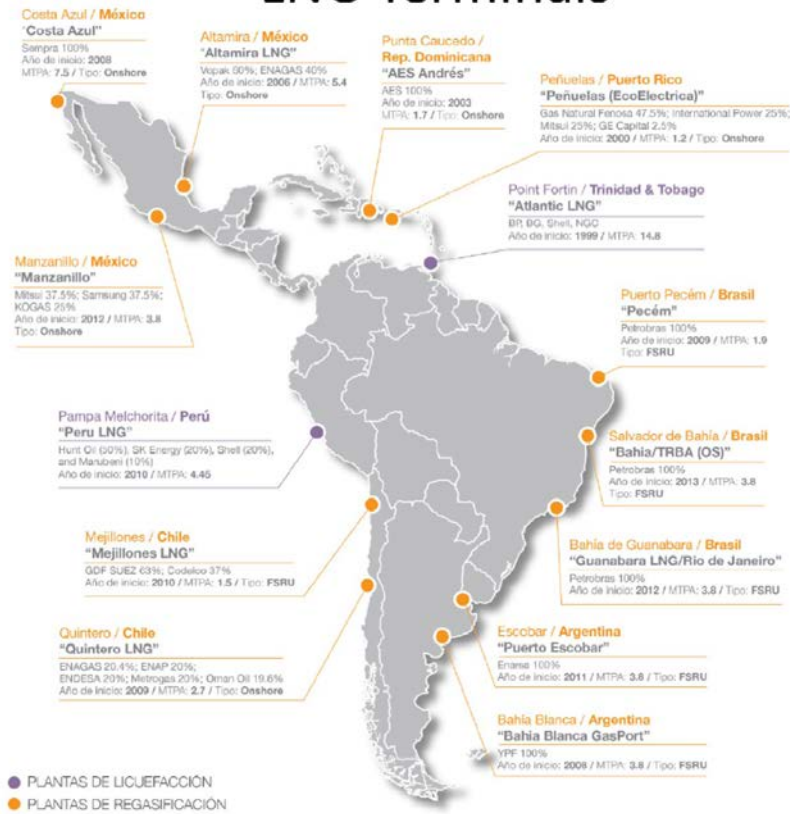 LNG Terminals
Costa Azul / México
"Costa Azul"
Sempra 100%
Año de inicio: 2008
MTPA: 7.5 / Tipo: Onshore
Altamira / México
"Altamira LNG"
Vopak 60%; ENAGAS 40%
Año de inicio: 2006 / MTPA: 5.4
Tipo: Onshore
Punta Caucedo /
Rep. Dominicana
"AES Andrés"
AES 100%
Año de inicio: 2003
MTPA: 1.7 / Tipo: Onshore
Peñuelas / Puerto Rico
"Peñuelas (EcoElectrica)"
Gas Natural Fenosa 47.5%; International Power 25%;
Mitsui 25%; GE Capital 2.5%
Año de inicio: 2000 / MTPA: 1.2 / Tipo: Onshore
Point Fortin / Trinidad & Tobago
"Atlantic LNG"
BP, BG, Shell, NGC
Año de inicio: 1999 / MTPA: 14.8
Manzanillo / México
"Manzanillo"
Mitsui 37.5%; Samsung 37.5%;
KOGAS 25%
Año de inicio: 2012 / MTPA: 3.8
Tipo: Onshore
Puerto Pecém / Brasil
"Pecém"
Petrobras 100%
Año de inicio: 2009 / MTPA: 1.9
Tipo: FSRU
Pampa Melchorita / Perú
"Peru LNG"
Hunt Oil (50%), SK Energy (20%), Shell (20%),
and Marubeni (10%)
Año de inicio: 2010 / MTPA: 4.45
Salvador de Bahía / Brasil
"Bahia/TRBA (OS)"
Petrobras 100%
Año de inicio: 2013 / MTPA: 3.8
Tipo: FSRU
Mejillones / Chile
"Mejillones LNG"
GDF SUEZ 63%; Codelco 37%
Año de inicio: 2010 / MTPA: 1.5 / Tipo: FSRU
Bahía de Guanabara / Brasil
"Guanabara LNG/Rio de Janeiro"
Petrobras 100%
Año de inicio: 2012 / MTPA: 3.8 / Tipo: FSRU
Quintero / Chile
"Quintero LNG"
ENAGAS 20.4%; ENAP 20%;
ENDESA 20%; Metrogas 20%; Oman Oil 19.6%
Año de inicio: 2009 / MTPA: 2.7 / Tipo: Onshore
Escobar / Argentina
"Puerto Escobar"
Enarsa 100%
Año de inicio: 2011 / MTPA: 3.8 / Tipo: FSRU
Bahía Blanca / Argentina
"Bahia Blanca GasPort"
YPF 100%
Año de inicio: 2008 / MTPA: 3.8 / Tipo: FSRU
PLANTAS DE LICUEFACCIÓN
PLANTAS DE REGASIFICACIÓN